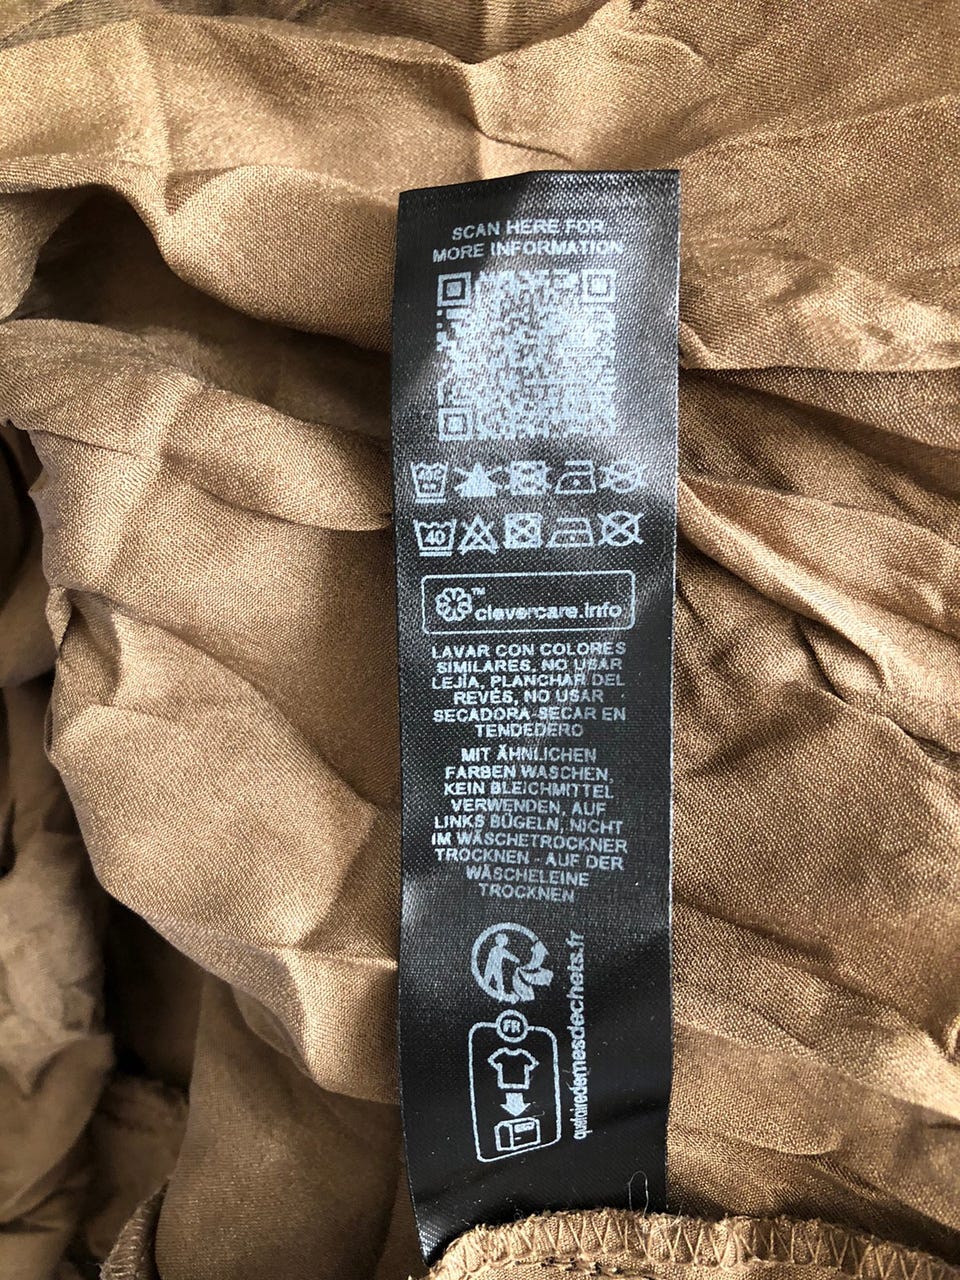 SCAN HERE FOR
MORE INFORMATION
40
™
clevercare.info
LAVAR CON COLORES
SIMILARES, NO USAR
LEJÍA, PLANCHAR DEL
REVÉS, NO USAR
SECADORA-SECAR EN
TENDEDERO
MIT ÄHNLICHEN
FARBEN WASCHEN,
KEIN BLEICHMITTEL
VERWENDEN, AUF
LINKS BÜGELN, NICHT
IM WÄSCHETROCKNER
TROCKNEN - AUF DER
WÄSCHELEINE
TROCKNEN
FR
quefairedemesdechets.fr